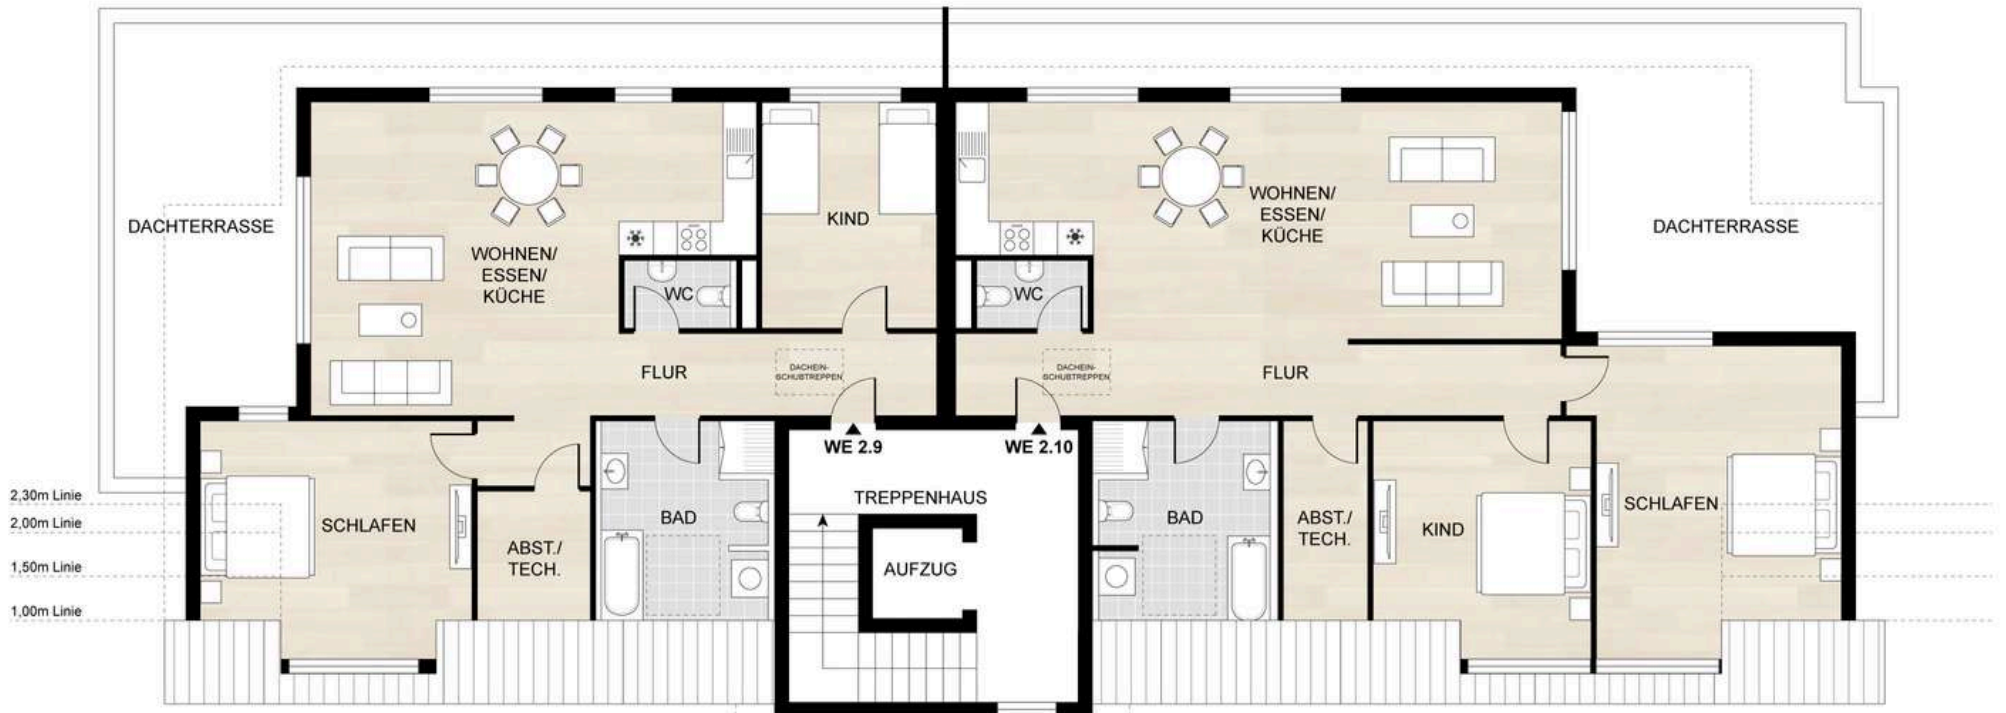 DACHTERRASSE
WOHNEN/
ESSEN/
KÜCHE
KIND
WC
FLUR
DACHEIN-
SCHUBTREPPEN
WE 2.9
SCHLAFEN
ABST./
TECH.
BAD
2,30m Linie
2,00m Linie
1,50m Linie
1,00m Linie
TREPPENHAUS
AUFZUG
WOHNEN/
ESSEN/
KÜCHE
DACHTERRASSE
WC
FLUR
DACHEIN-
SCHUBTREPPEN
WE 2.10
BAD
ABST./
TECH.
KIND
SCHLAFEN